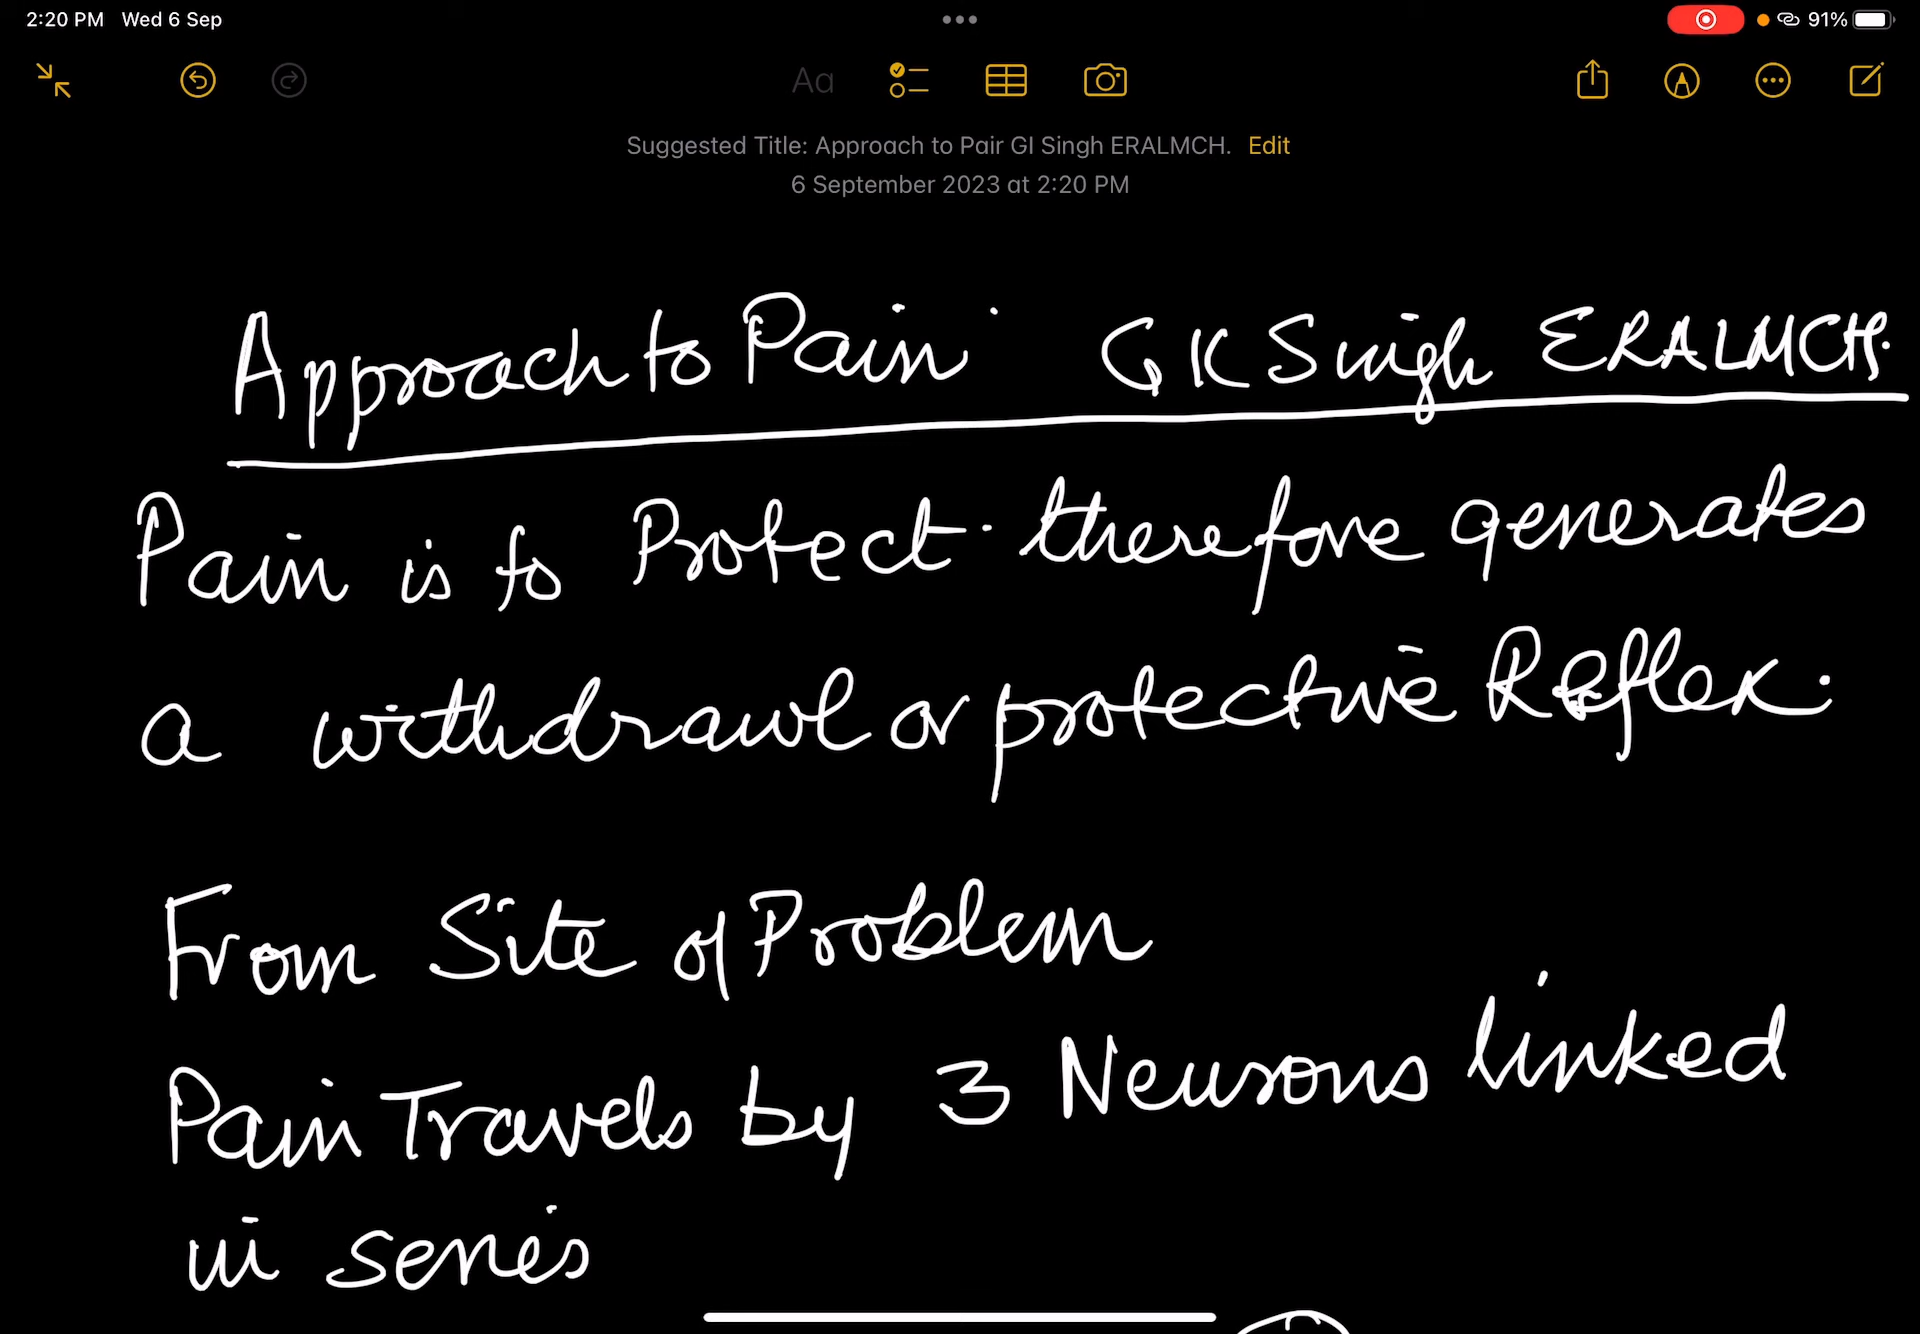 2:20 PM Wed 6 Sep
91%
Aa
Suggested Title: Approach to Pair GI Singh ERALMCH. Edit
6 September 2023 at 2:20 PM
Approach to Pain GK Singh ERALMCH.
Pain is to Protect. therefore generates
a withdrawl or protective Reflex.
From Site of Problem
Pain Travels by 3 Neurons linked
in series